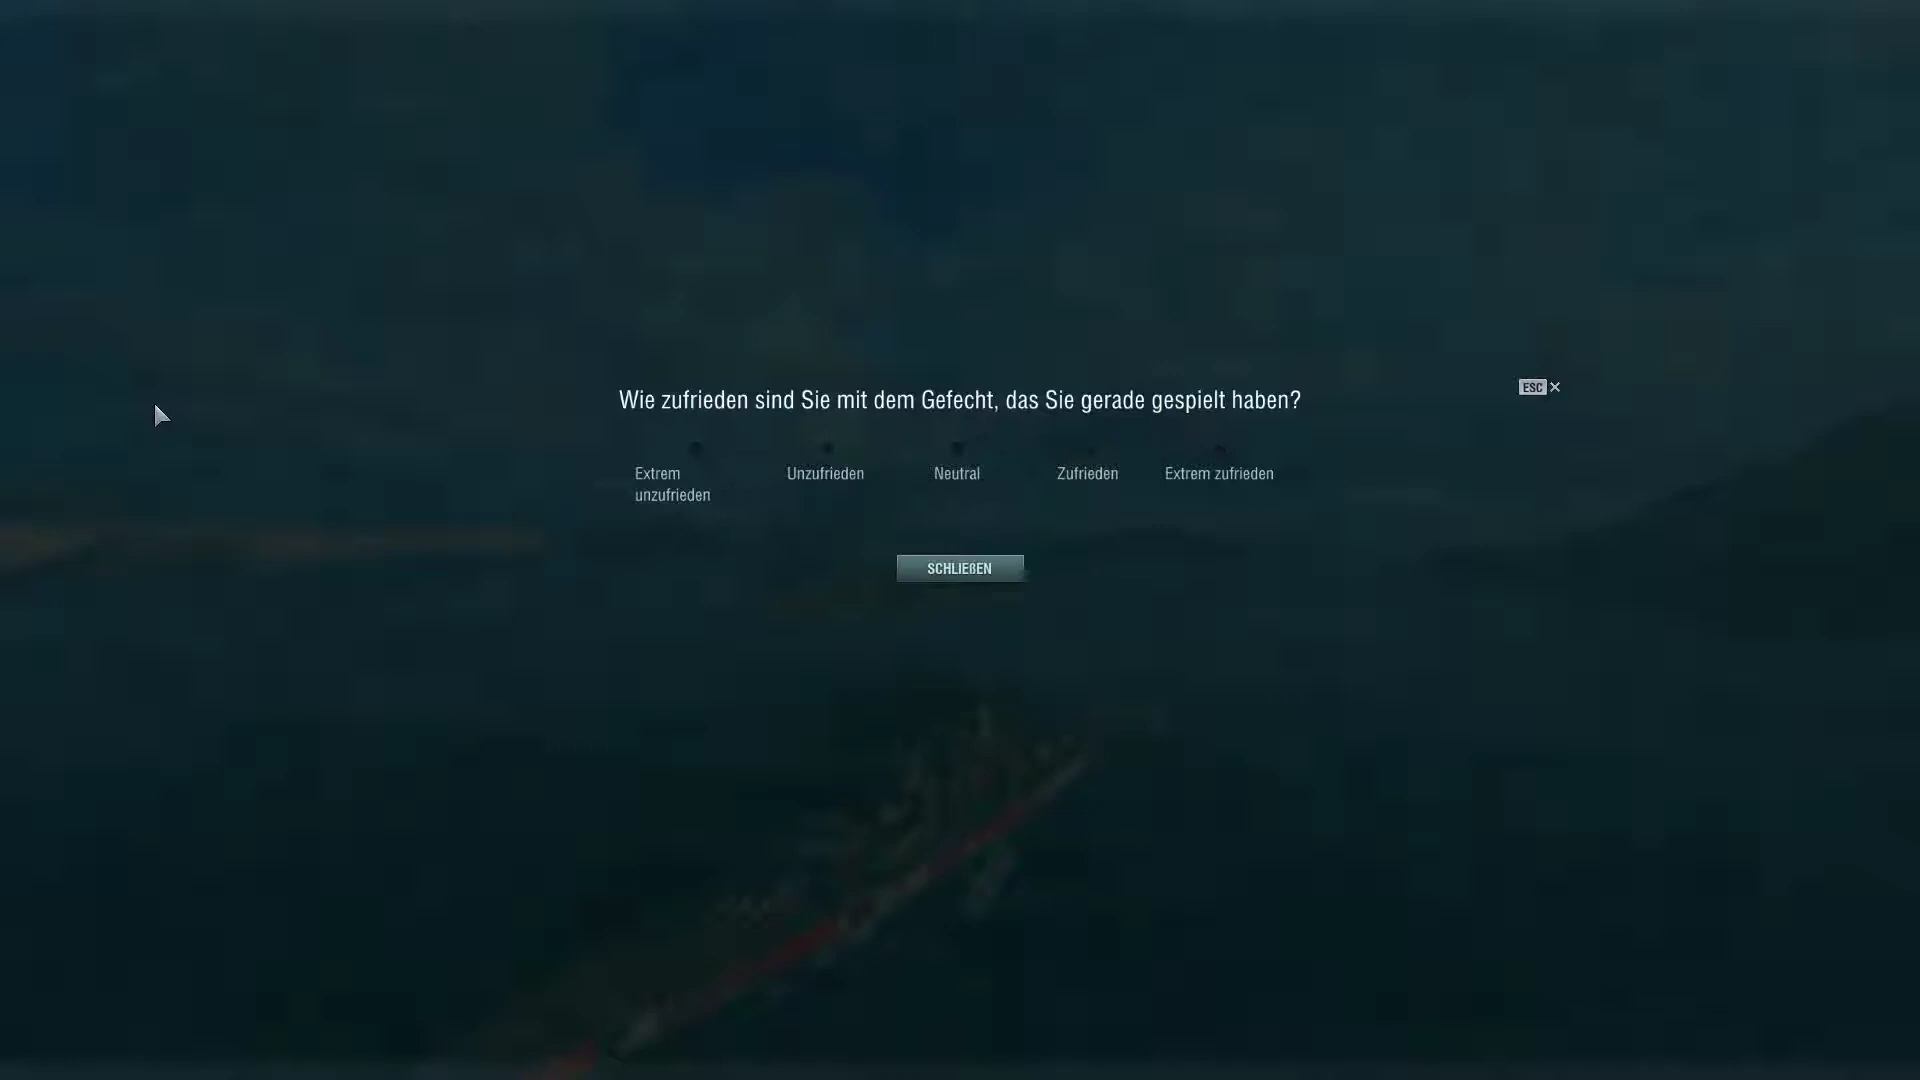 Wie zufrieden sind Sie mit dem Gefecht, das Sie gerade gespielt haben?
ESC ×
Extrem unzufrieden
Unzufrieden
Neutral
Zufrieden
Extrem zufrieden
SCHLIEßEN